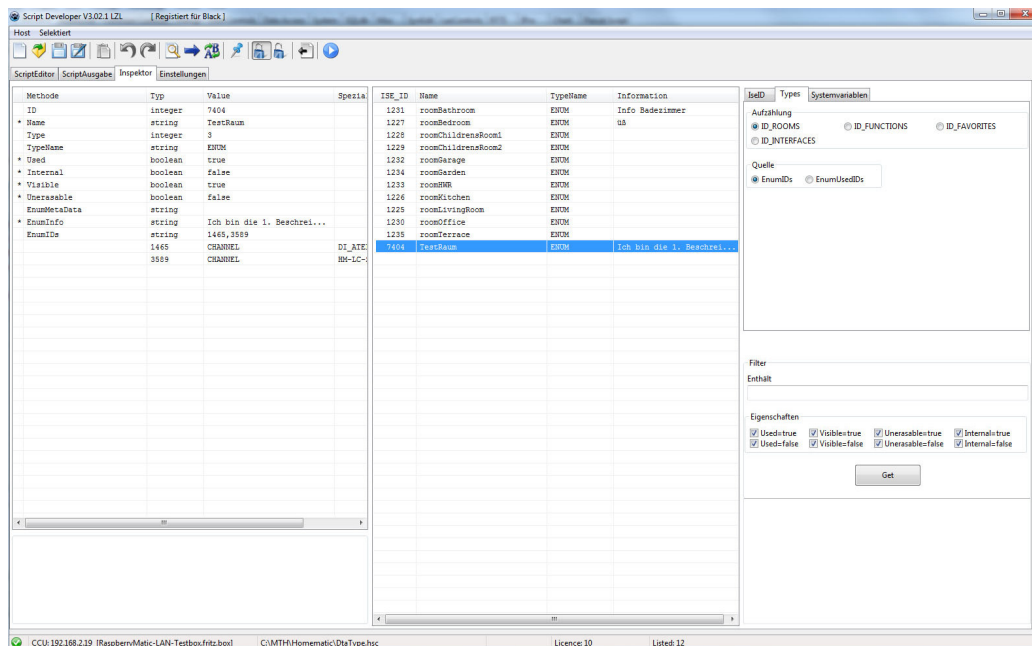 Script Developer V3.02.1 LZL [ Registiert für Black ]
Host Selektiert
ScriptEditor ScriptAusgabe Inspektor Einstellungen
Methode Typ Value Spezia
ID integer 7404
* Name string TestRaum
Type integer 3
TypeName string ENUM
* Used boolean true
* Internal boolean false
* Visible boolean true
* Unerasable boolean false
EnumMetaData string
* EnumInfo string Ich bin die 1. Beschrei...
EnumIDs string 1465,3589
1465 CHANNEL
3589 CHANNEL
ISE_ID Name TypeName Information
1231 roomBathroom ENUM Info Badezimmer
1227 roomBedroom ENUM üß
1228 roomChildrensRoom1 ENUM
1229 roomChildrensRoom2 ENUM
1232 roomGarage ENUM
1234 roomGarden ENUM
1233 roomHWR ENUM
1226 roomKitchen ENUM
1225 roomLivingRoom ENUM
1230 roomOffice ENUM
1235 roomTerrace ENUM
7404 TestRaum ENUM Ich bin die 1. Beschrei...
IseID Types Systemvariablen
Aufzählung
ID_ROOMS ID_FUNCTIONS ID_FAVORITES
ID_INTERFACES
Quelle
EnumIDs EnumUsedIDs
Filter
Enthält
Eigenschaften
Used=true Visible=true Unerasable=true Internal=true
Used=false Visible=false Unerasable=false Internal=false
Get
CCU: 192.168.2.19 [RaspberryMatic-LAN-Testbox.fritz.box] C:\MTH\Homematic\DtaType.hsc Licence: 10 Listed: 12